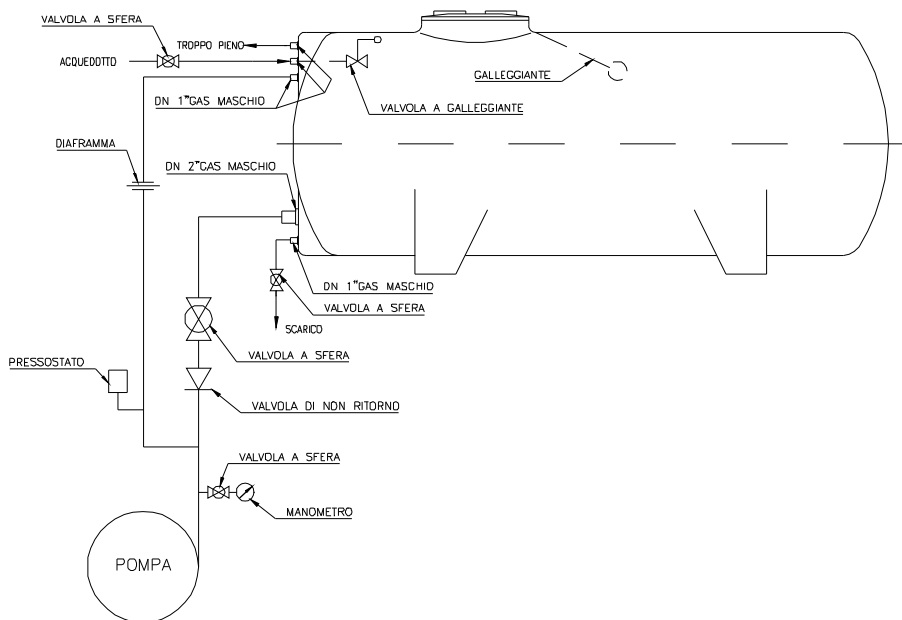 VALVOLA A SFERA
TROPPO PIENO
ACQUEDOTTO
GALLEGGIANTE
DN 1"GAS MASCHIO
VALVOLA A GALLEGGIANTE
DIAFRAMMA
DN 2"GAS MASCHIO
DN 1"GAS MASCHIO
VALVOLA A SFERA
SCARICO
VALVOLA A SFERA
PRESSOSTATO
VALVOLA DI NON RITORNO
VALVOLA A SFERA
MANOMETRO
POMPA